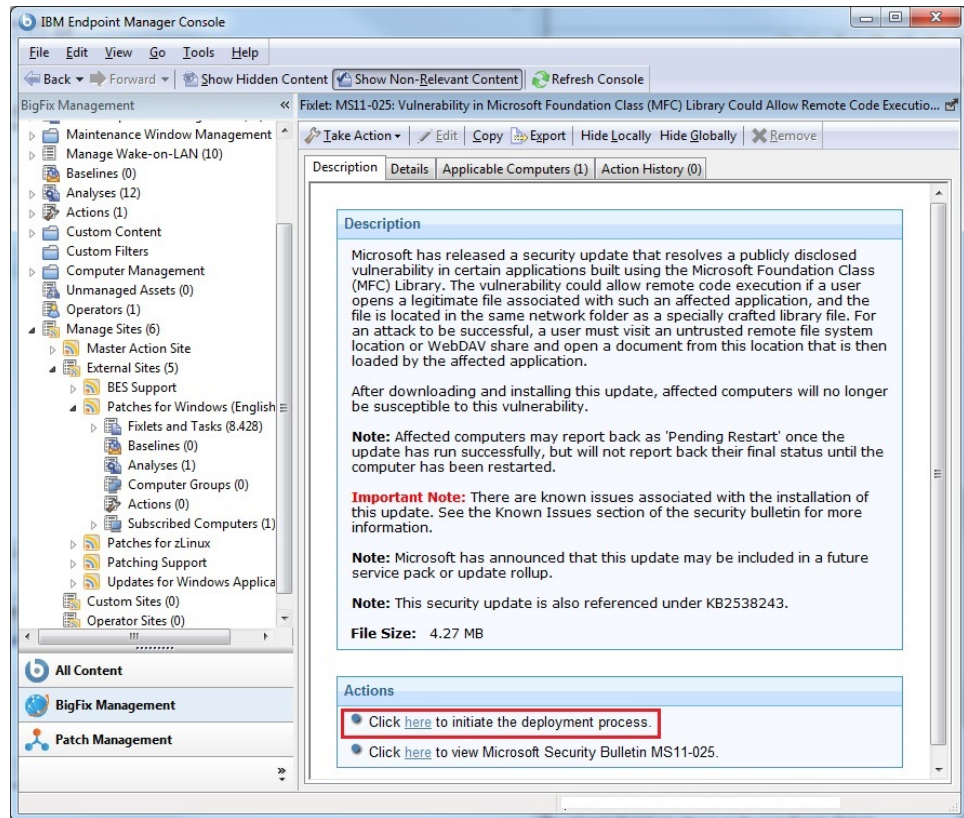 IBM Endpoint Manager Console
File Edit View Go Tools Help
Back Forward Show Hidden Content Show Non-Relevant Content Refresh Console
BigFix Management «
Maintenance Window Management
Manage Wake-on-LAN (10)
Baselines (0)
Analyses (12)
Actions (1)
Custom Content
Custom Filters
Computer Management
Unmanaged Assets (0)
Operators (1)
Manage Sites (6)
Master Action Site
External Sites (5)
BES Support
Patches for Windows (English
Fixlets and Tasks (8.428)
Baselines (0)
Analyses (1)
Computer Groups (0)
Actions (0)
Subscribed Computers (1)
Patches for zLinux
Patching Support
Updates for Windows Applica
Custom Sites (0)
Operator Sites (0)
All Content
BigFix Management
Patch Management
»
Fixlet: MS11-025: Vulnerability in Microsoft Foundation Class (MFC) Library Could Allow Remote Code Executio...
Take Action Edit Copy Export Hide Locally Hide Globally Remove
Description Details Applicable Computers (1) Action History (0)
Description
Microsoft has released a security update that resolves a publicly disclosed
vulnerability in certain applications built using the Microsoft Foundation Class
(MFC) Library. The vulnerability could allow remote code execution if a user
opens a legitimate file associated with such an affected application, and the
file is located in the same network folder as a specially crafted library file. For
an attack to be successful, a user must visit an untrusted remote file system
location or WebDAV share and open a document from this location that is then
loaded by the affected application.
After downloading and installing this update, affected computers will no longer
be susceptible to this vulnerability.
Note: Affected computers may report back as 'Pending Restart' once the
update has run successfully, but will not report back their final status until the
computer has been restarted.
Important Note: There are known issues associated with the installation of
this update. See the Known Issues section of the security bulletin for more
information.
Note: Microsoft has announced that this update may be included in a future
service pack or update rollup.
Note: This security update is also referenced under KB2538243.
File Size: 4.27 MB
Actions
Click here to initiate the deployment process.
Click here to view Microsoft Security Bulletin MS11-025.